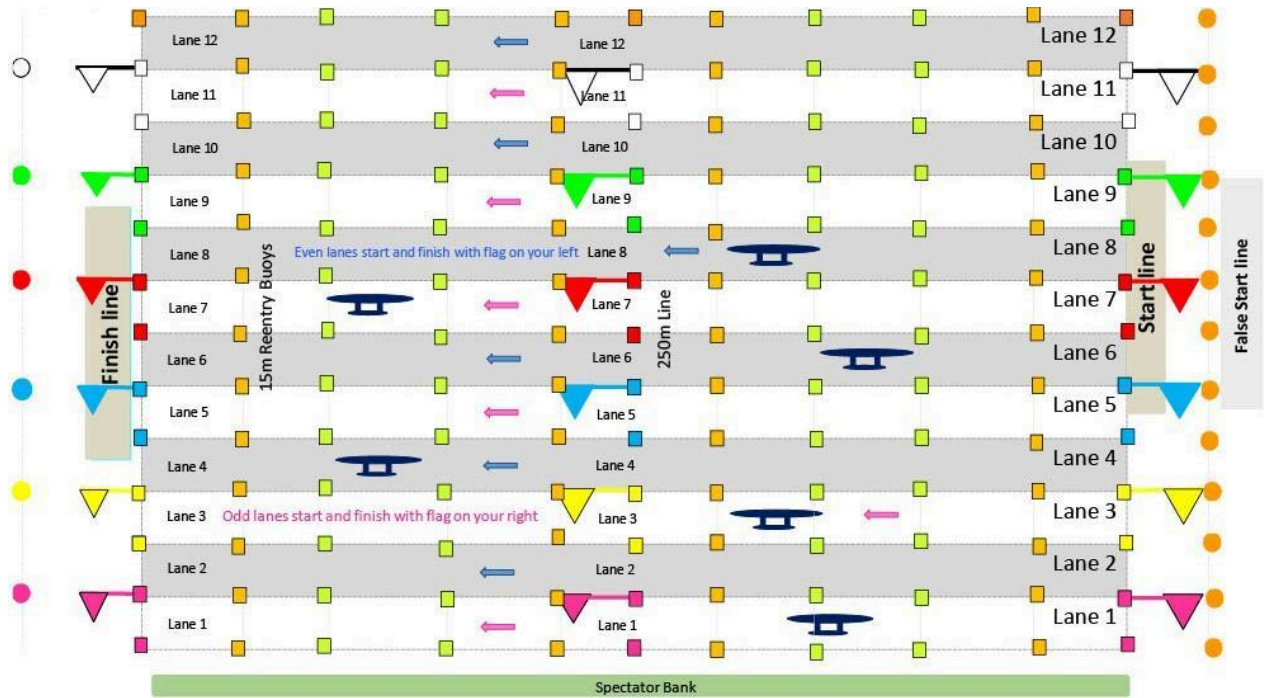 Lane 12 Lane 12 Lane 12
Lane 11 Lane 11 Lane 11
Lane 10 Lane 10 Lane 10
Lane 9 Lane 9 Lane 9
Lane 8 Even lanes start and finish with flag on your left Lane 8 Lane 8
Lane 7 Lane 7 Lane 7
Lane 6 Lane 6 Lane 6
Lane 5 Lane 5 Lane 5
Lane 4 Lane 4 Lane 4
Lane 3 Odd lanes start and finish with flag on your right Lane 3 Lane 3
Lane 2 Lane 2 Lane 2
Lane 1 Lane 1 Lane 1
Finish line
15m Reentry Buoys
250m Line
Start line
False Start line
Spectator Bank